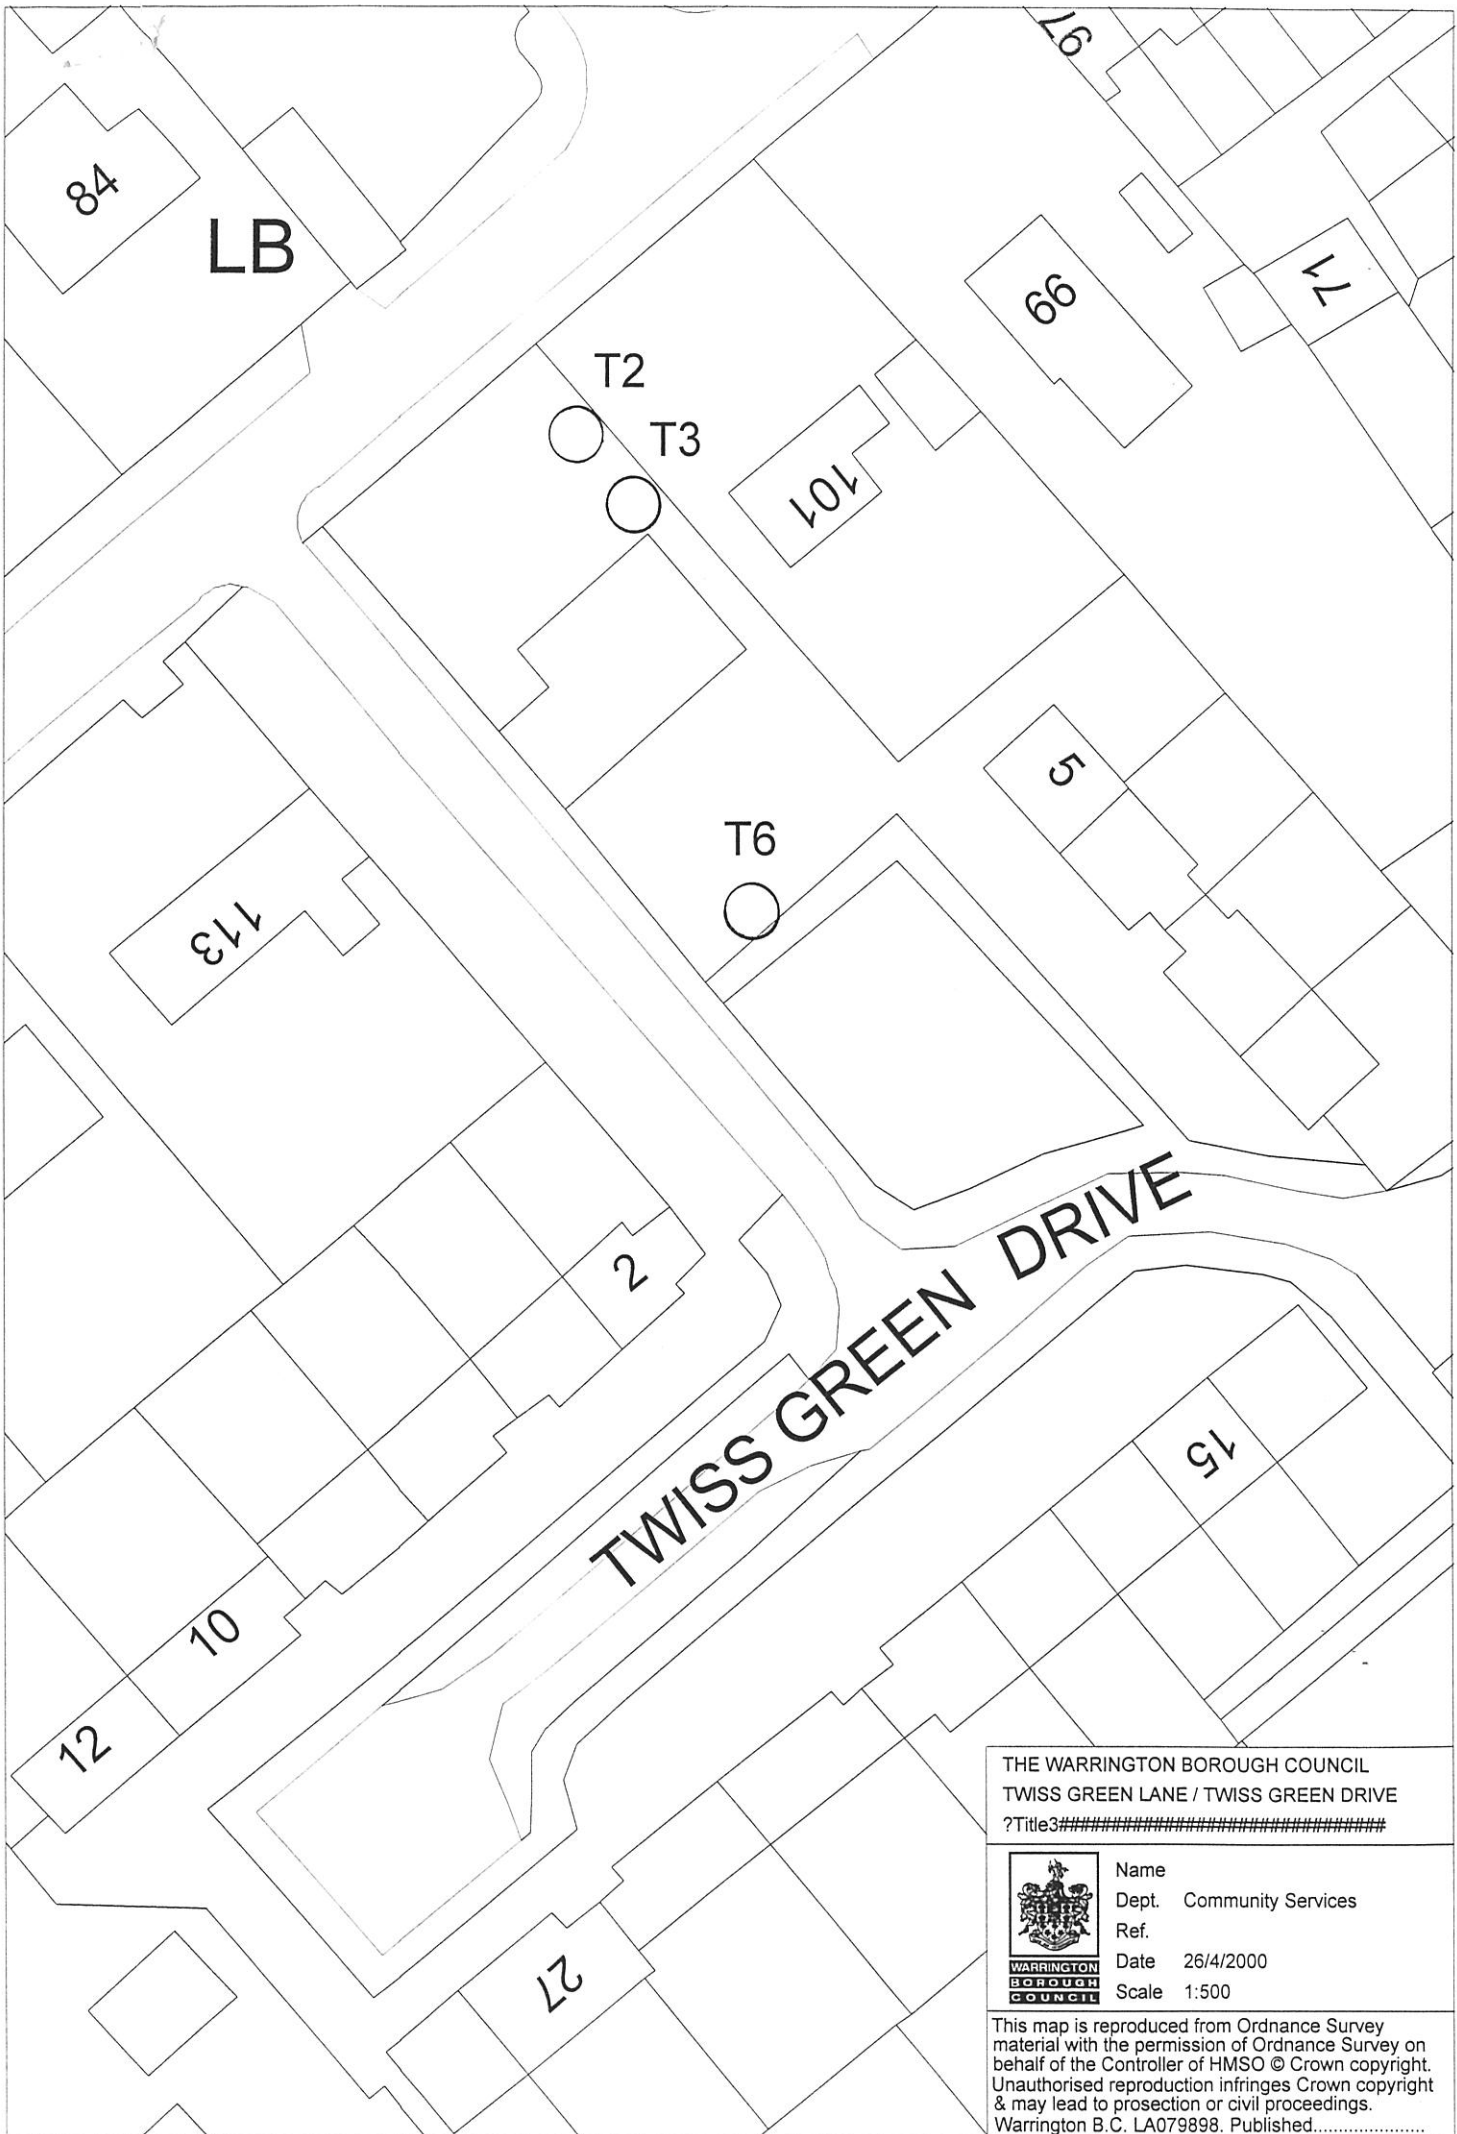 97
84
LB
99
71
T2
T3
101
5
T6
113
2
TWISS GREEN DRIVE
15
10
12
27
THE WARRINGTON BOROUGH COUNCIL
TWISS GREEN LANE / TWISS GREEN DRIVE
?Title3##############################
Name
Dept. Community Services
Ref.
Date 26/4/2000
Scale 1:500
WARRINGTON
BOROUGH
COUNCIL
This map is reproduced from Ordnance Survey
material with the permission of Ordnance Survey on
behalf of the Controller of HMSO © Crown copyright.
Unauthorised reproduction infringes Crown copyright
& may lead to prosection or civil proceedings.
Warrington B.C. LA079898. Published......................